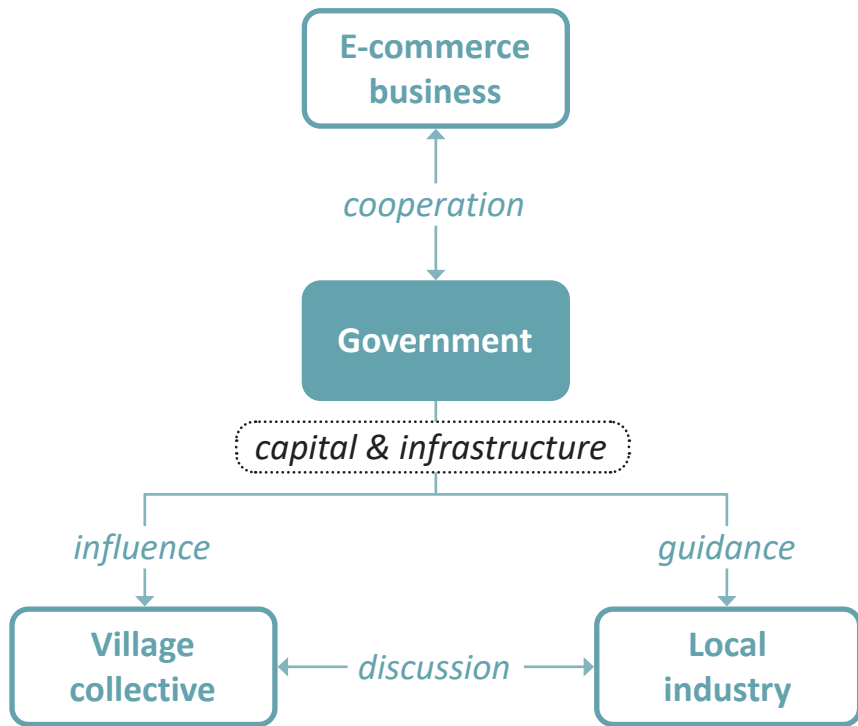 E-commerce
business
cooperation
Government
capital & infrastructure
influence
guidance
Village
collective
discussion
Local
industry